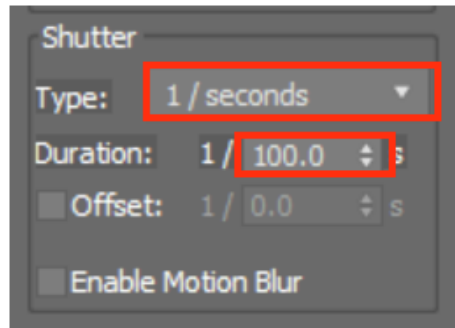 Shutter
Type: 1 / seconds
Duration: 1 / 100.0 s
Offset: 1 / 0.0 s
Enable Motion Blur